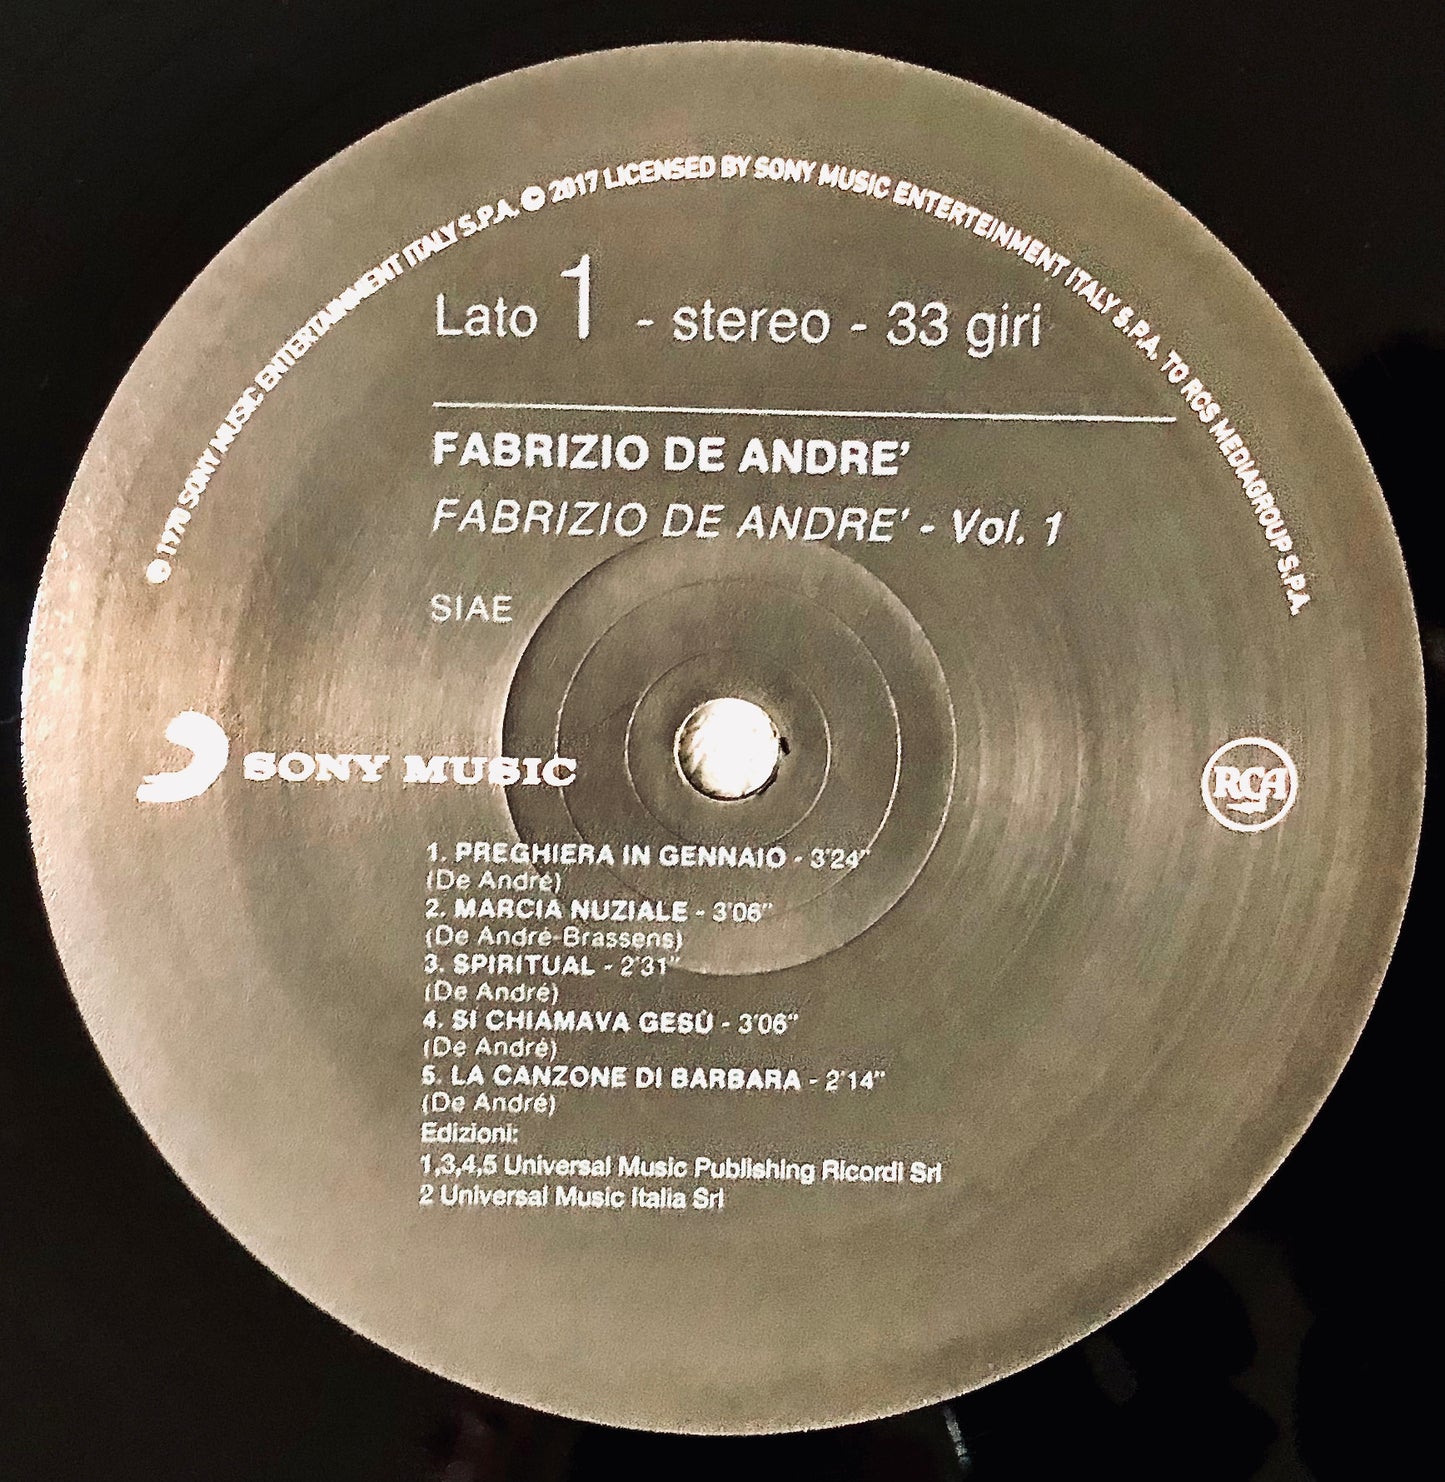 ℗ 1970 SONY MUSIC ENTERTAINMENT ITALY S.P.A. © 2017 LICENSED BY SONY MUSIC ENTERTEINMENT ITALY S.P.A. TO RCS MEDIAGROUP S.P.A.
Lato 1 - stereo - 33 giri
FABRIZIO DE ANDRE'
FABRIZIO DE ANDRE' - Vol. 1
SIAE
SONY MUSIC
RCA
1. PREGHIERA IN GENNAIO - 3'24"
(De André)
2. MARCIA NUZIALE - 3'06"
(De André-Brassens)
3. SPIRITUAL - 2'31"
(De André)
4. SI CHIAMAVA GESÙ - 3'06"
(De André)
5. LA CANZONE DI BARBARA - 2'14"
(De André)
Edizioni:
1,3,4,5 Universal Music Publishing Ricordi Srl
2 Universal Music Italia Srl